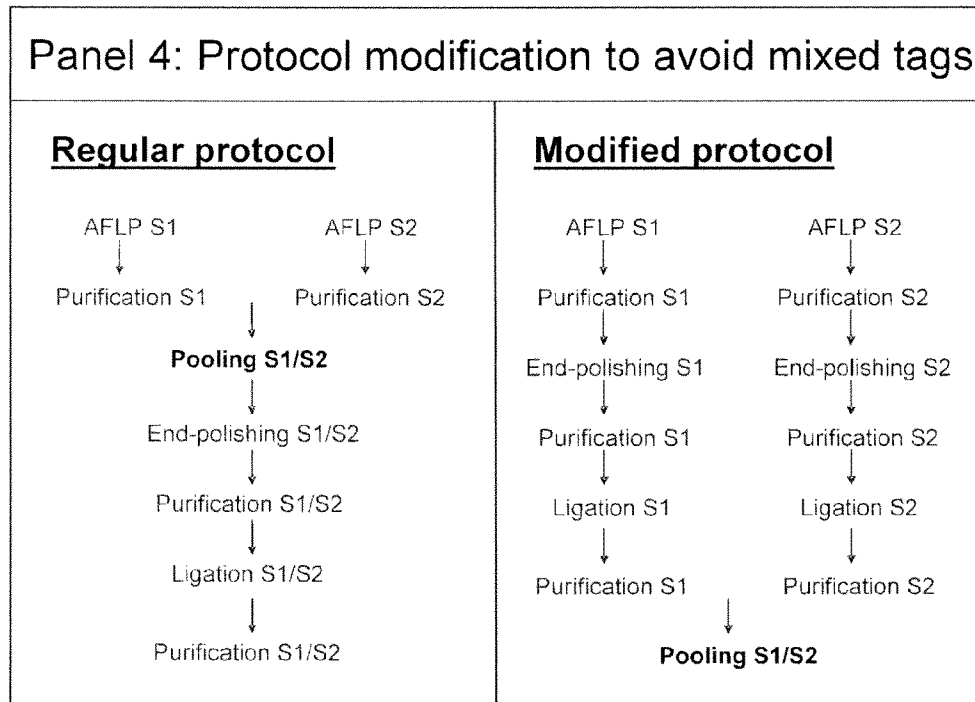 Panel 4: Protocol modification to avoid mixed tags
Regular protocol
AFLP S1 AFLP S2
Purification S1 Purification S2
Pooling S1/S2
End-polishing S1/S2
Purification S1/S2
Ligation S1/S2
Purification S1/S2
Modified protocol
AFLP S1 AFLP S2
Purification S1 Purification S2
End-polishing S1 End-polishing S2
Purification S1 Purification S2
Ligation S1 Ligation S2
Purification S1 Purification S2
Pooling S1/S2